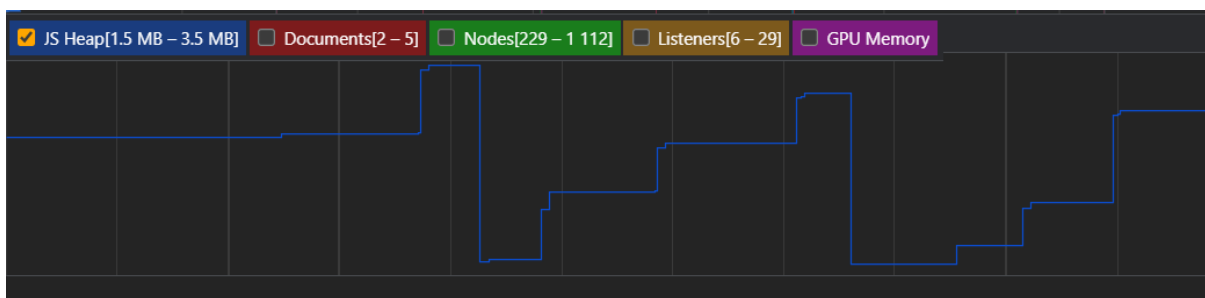 JS Heap[1.5 MB – 3.5 MB] Documents[2 – 5] Nodes[229 – 1 112] Listeners[6 – 29] GPU Memory